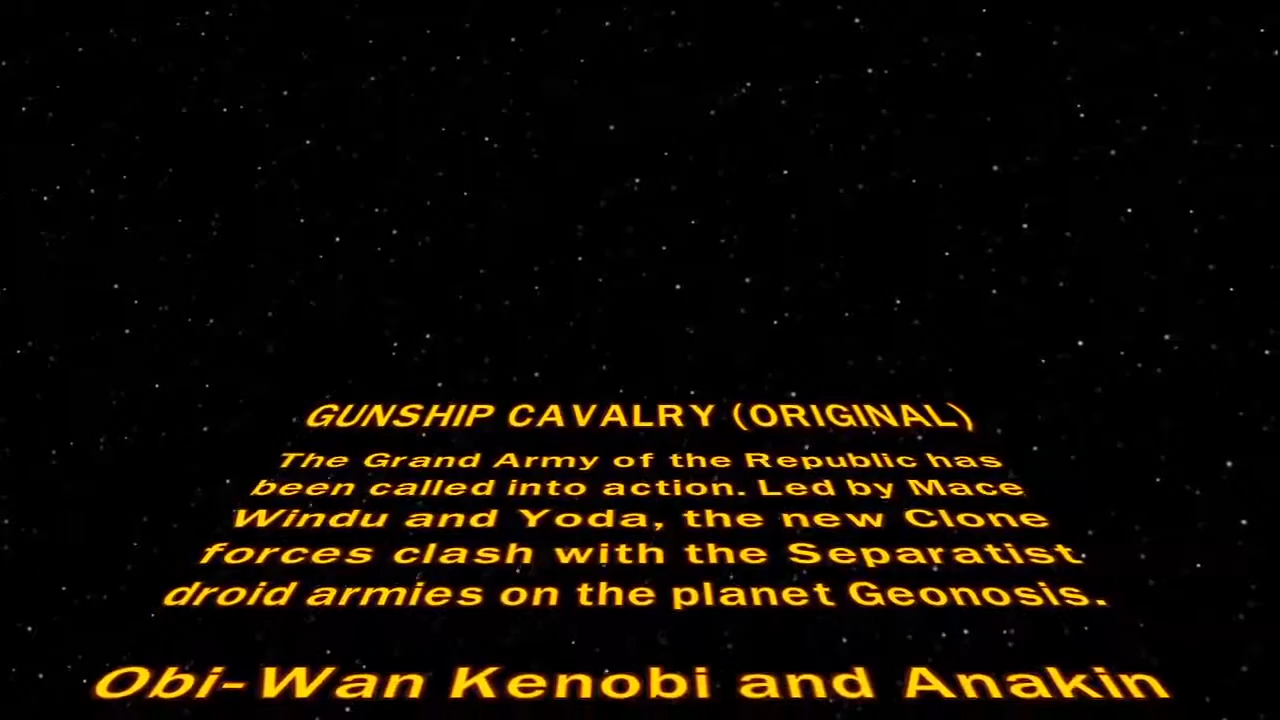 GUNSHIP CAVALRY (ORIGINAL)
The Grand Army of the Republic has
been called into action. Led by Mace
Windu and Yoda, the new Clone
forces clash with the Separatist
droid armies on the planet Geonosis.
Obi-Wan Kenobi and Anakin